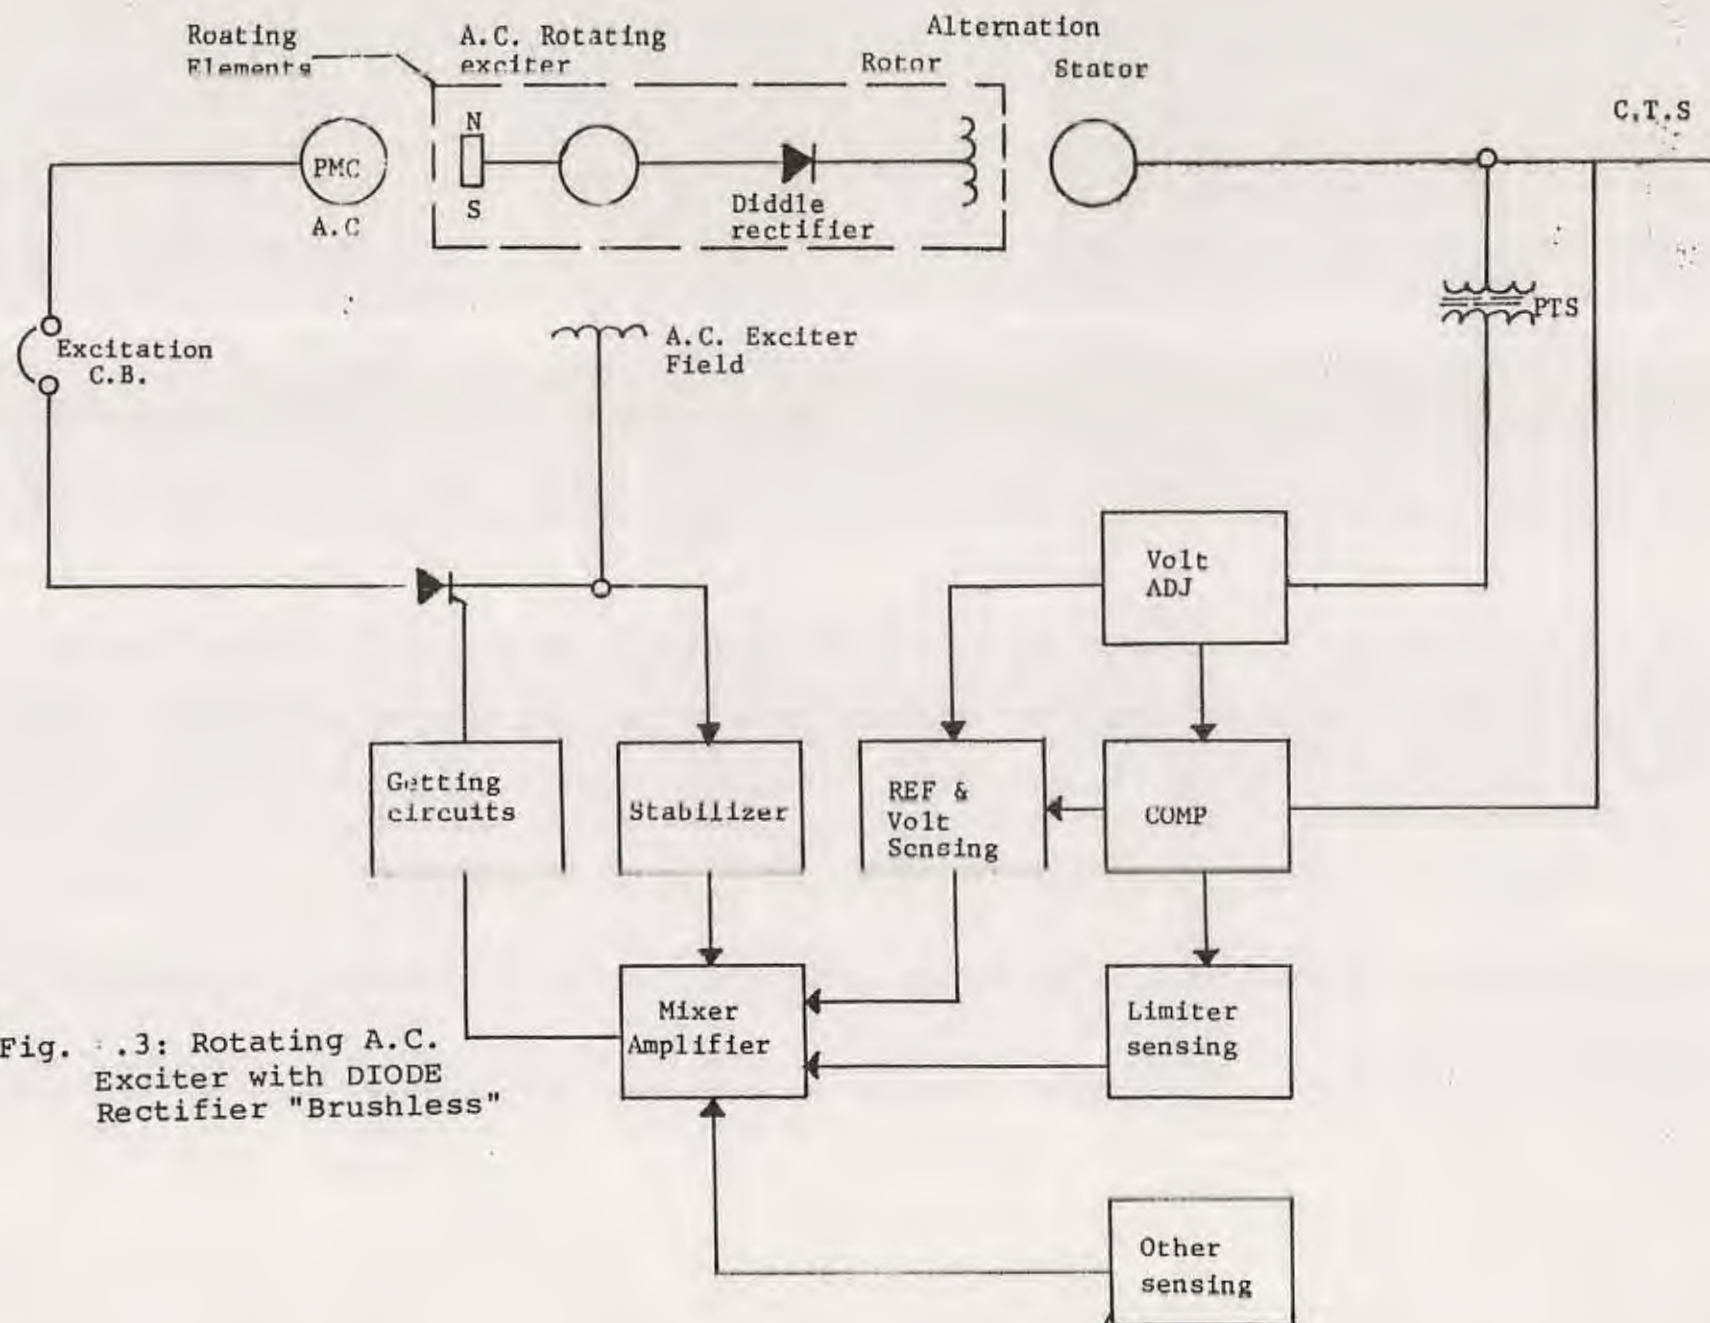 Roating
Elements
A.C. Rotating
exciter
Alternation
Rotor
Stator
C.T.S
N
PMC
S
A.C
Diddle
rectifier
PTS
Excitation
C.B.
A.C. Exciter
Field
Volt
ADJ
Getting
circuits
Stabilizer
REF &
Volt
Sensing
COMP
Mixer
Amplifier
Limiter
sensing
Fig. .3: Rotating A.C.
Exciter with DIODE
Rectifier "Brushless"
Other
sensing